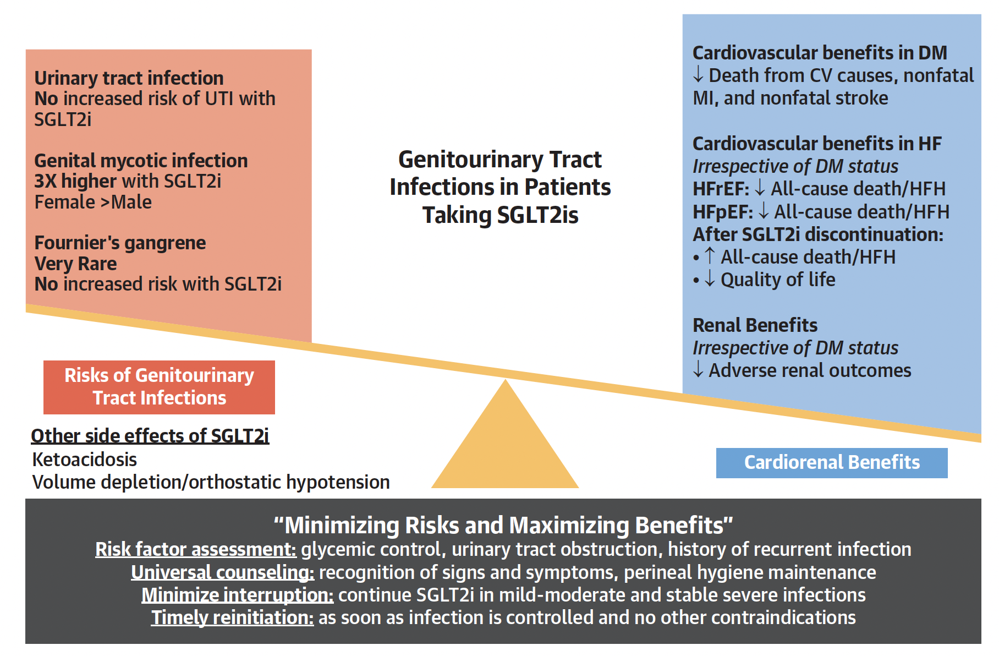 Urinary tract infection
No increased risk of UTI with
SGLT2i
Genital mycotic infection
3X higher with SGLT2i
Female >Male
Fournier's gangrene
Very Rare
No increased risk with SGLT2i
Genitourinary Tract
Infections in Patients
Taking SGLT2is
Cardiovascular benefits in DM
↓ Death from CV causes, nonfatal
MI, and nonfatal stroke
Cardiovascular benefits in HF
Irrespective of DM status
HFrEF: ↓ All-cause death/HFH
HFpEF: ↓ All-cause death/HFH
After SGLT2i discontinuation:
• ↑ All-cause death/HFH
• ↓ Quality of life
Renal Benefits
Irrespective of DM status
↓ Adverse renal outcomes
Risks of Genitourinary
Tract Infections
Other side effects of SGLT2i
Ketoacidosis
Volume depletion/orthostatic hypotension
Cardiorenal Benefits
“Minimizing Risks and Maximizing Benefits”
Risk factor assessment: glycemic control, urinary tract obstruction, history of recurrent infection
Universal counseling: recognition of signs and symptoms, perineal hygiene maintenance
Minimize interruption: continue SGLT2i in mild-moderate and stable severe infections
Timely reinitiation: as soon as infection is controlled and no other contraindications